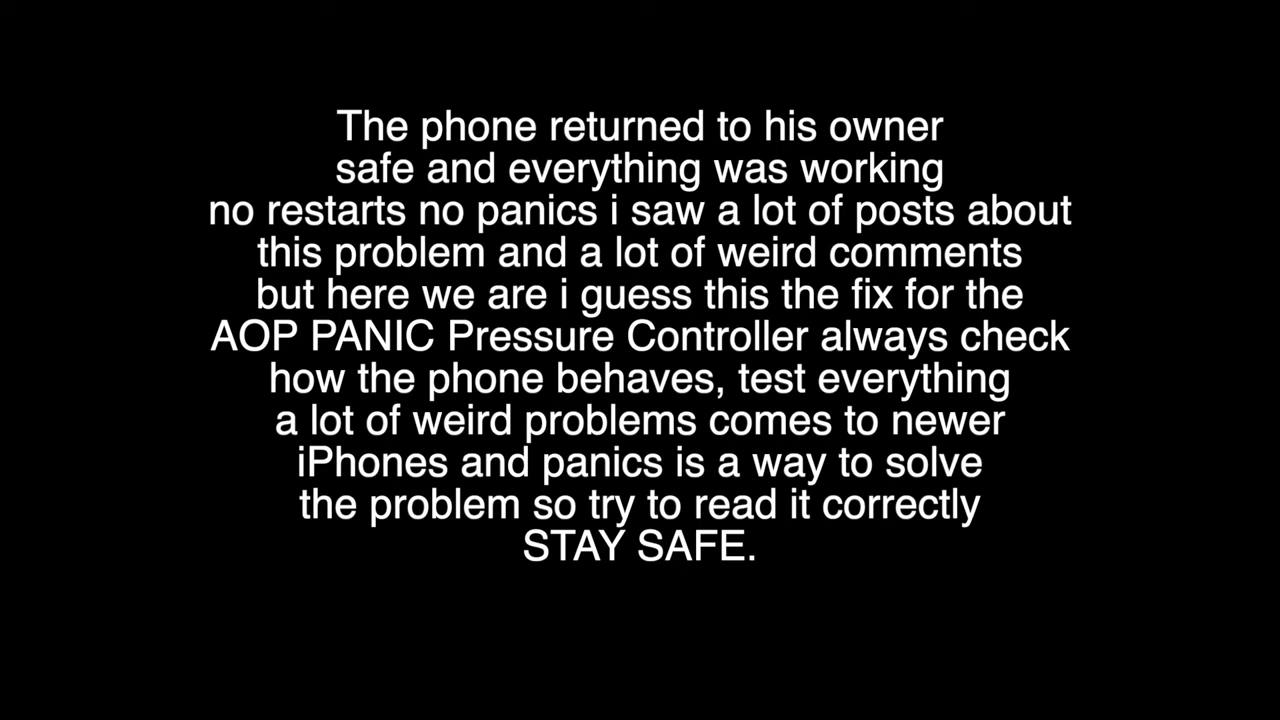 The phone returned to his owner
safe and everything was working
no restarts no panics i saw a lot of posts about
this problem and a lot of weird comments
but here we are i guess this the fix for the
AOP PANIC Pressure Controller always check
how the phone behaves, test everything
a lot of weird problems comes to newer
iPhones and panics is a way to solve
the problem so try to read it correctly
STAY SAFE.